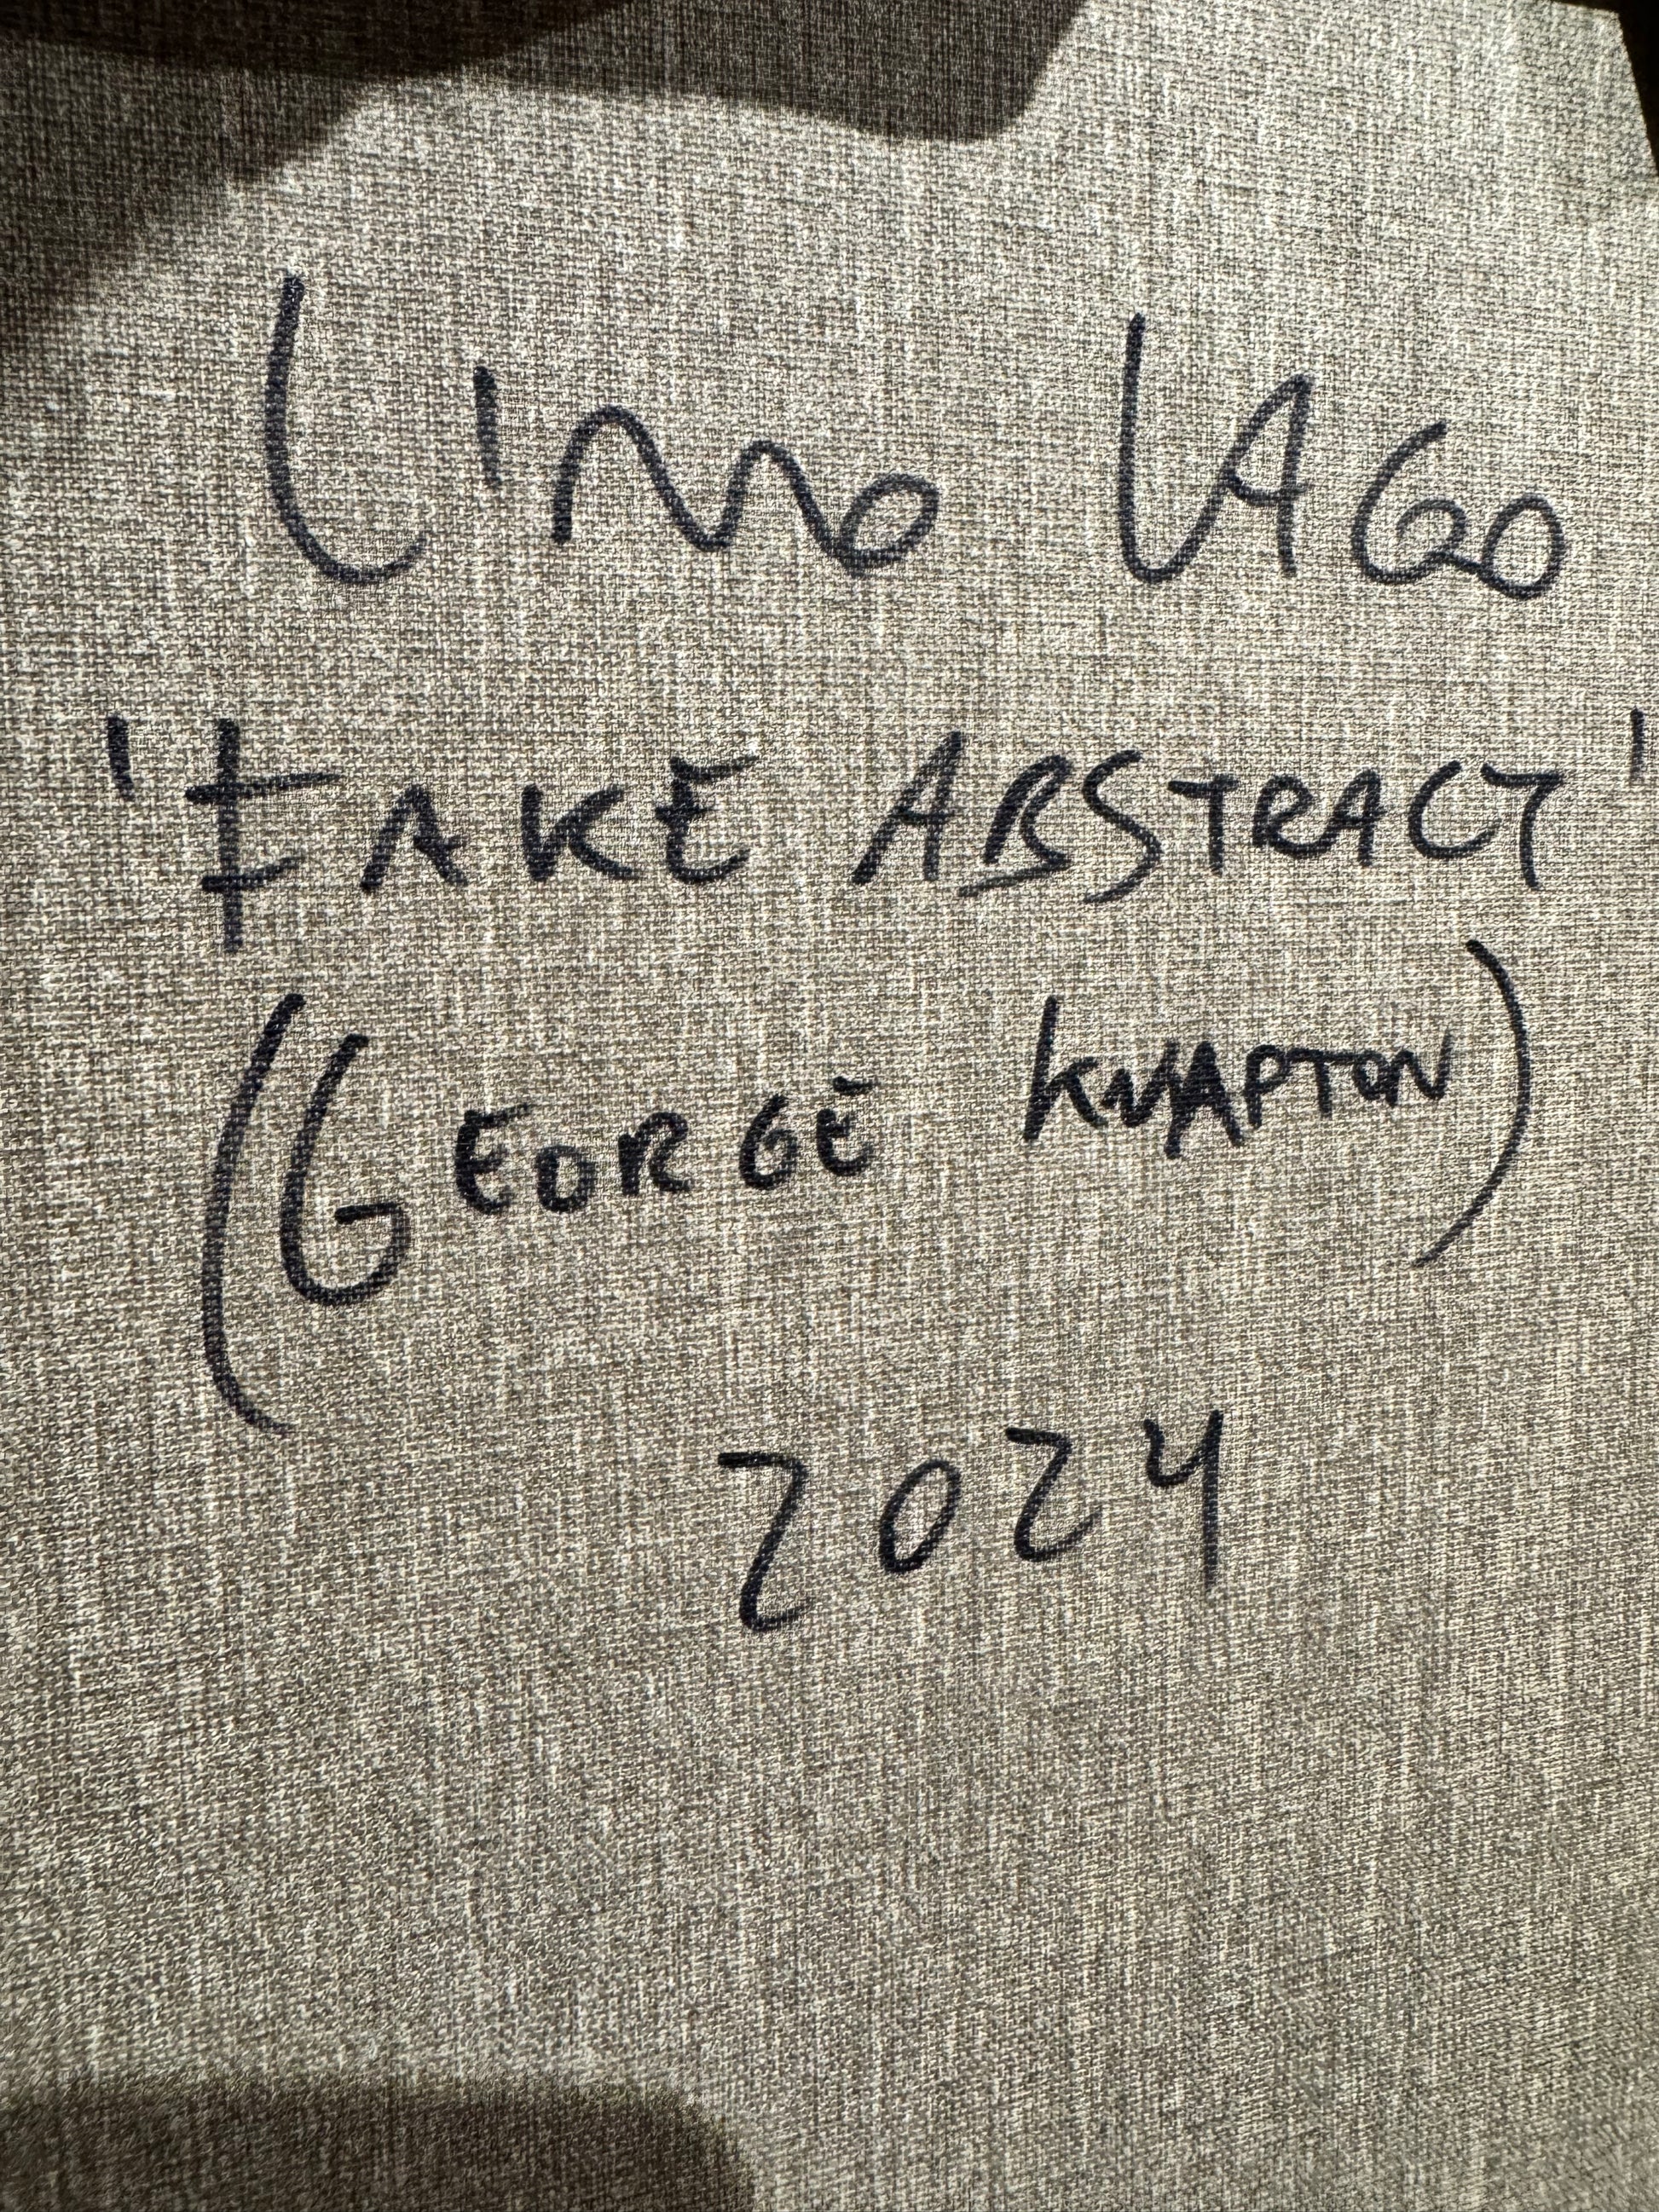 Lino LAGO
'FAKE ABSTRACT'
(GEORGE KNAPTON)
2024